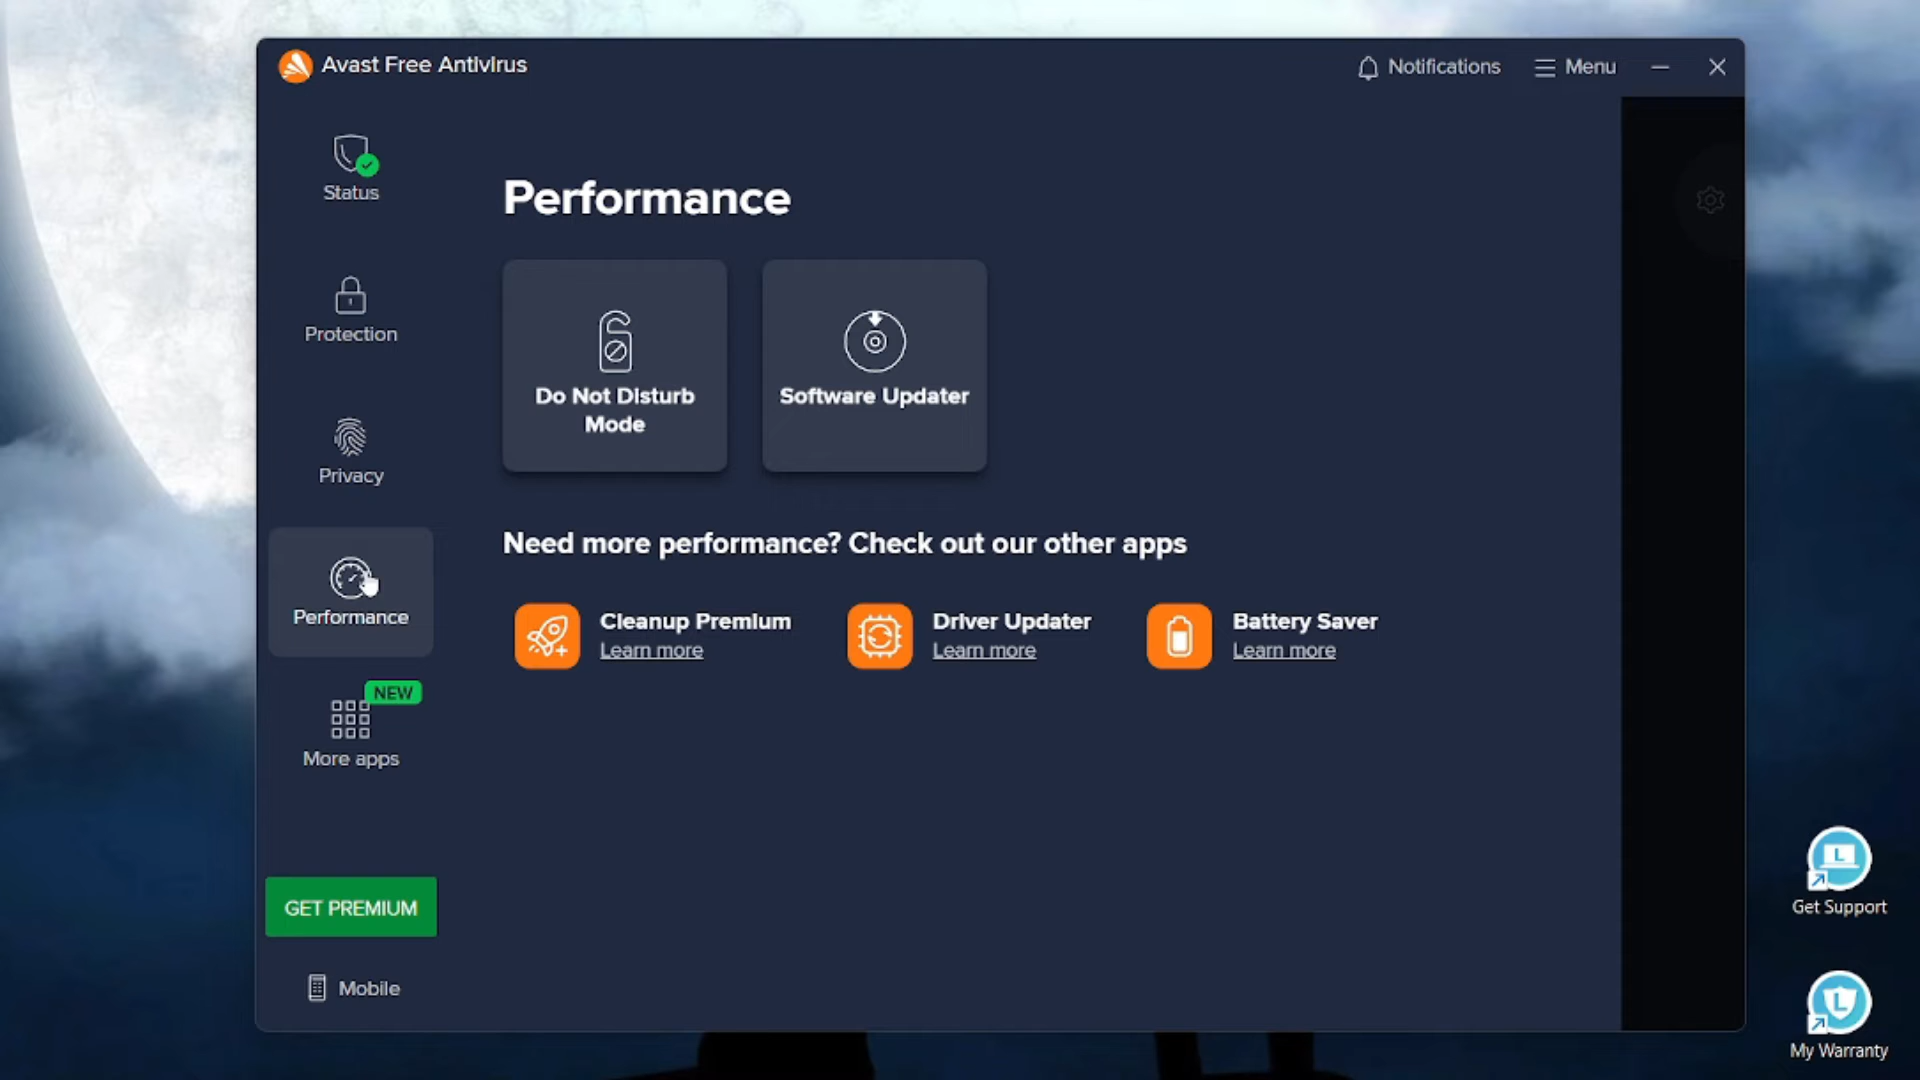 Avast Free Antivirus
Notifications
Menu
Status
Protection
Privacy
Performance
NEW
More apps
GET PREMIUM
Mobile
Performance
Do Not Disturb
Mode
Software Updater
Need more performance? Check out our other apps
Cleanup Premium
Learn more
Driver Updater
Learn more
Battery Saver
Learn more
Get Support
My Warranty